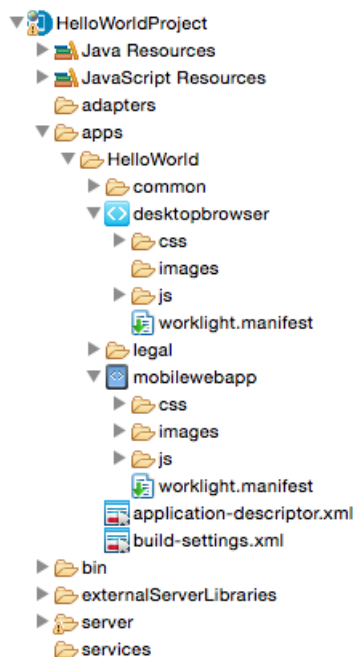 HelloWorldProject
Java Resources
JavaScript Resources
adapters
apps
HelloWorld
common
desktopbrowser
css
images
js
worklight.manifest
legal
mobilewebapp
css
images
js
worklight.manifest
application-descriptor.xml
build-settings.xml
bin
externalServerLibraries
server
services